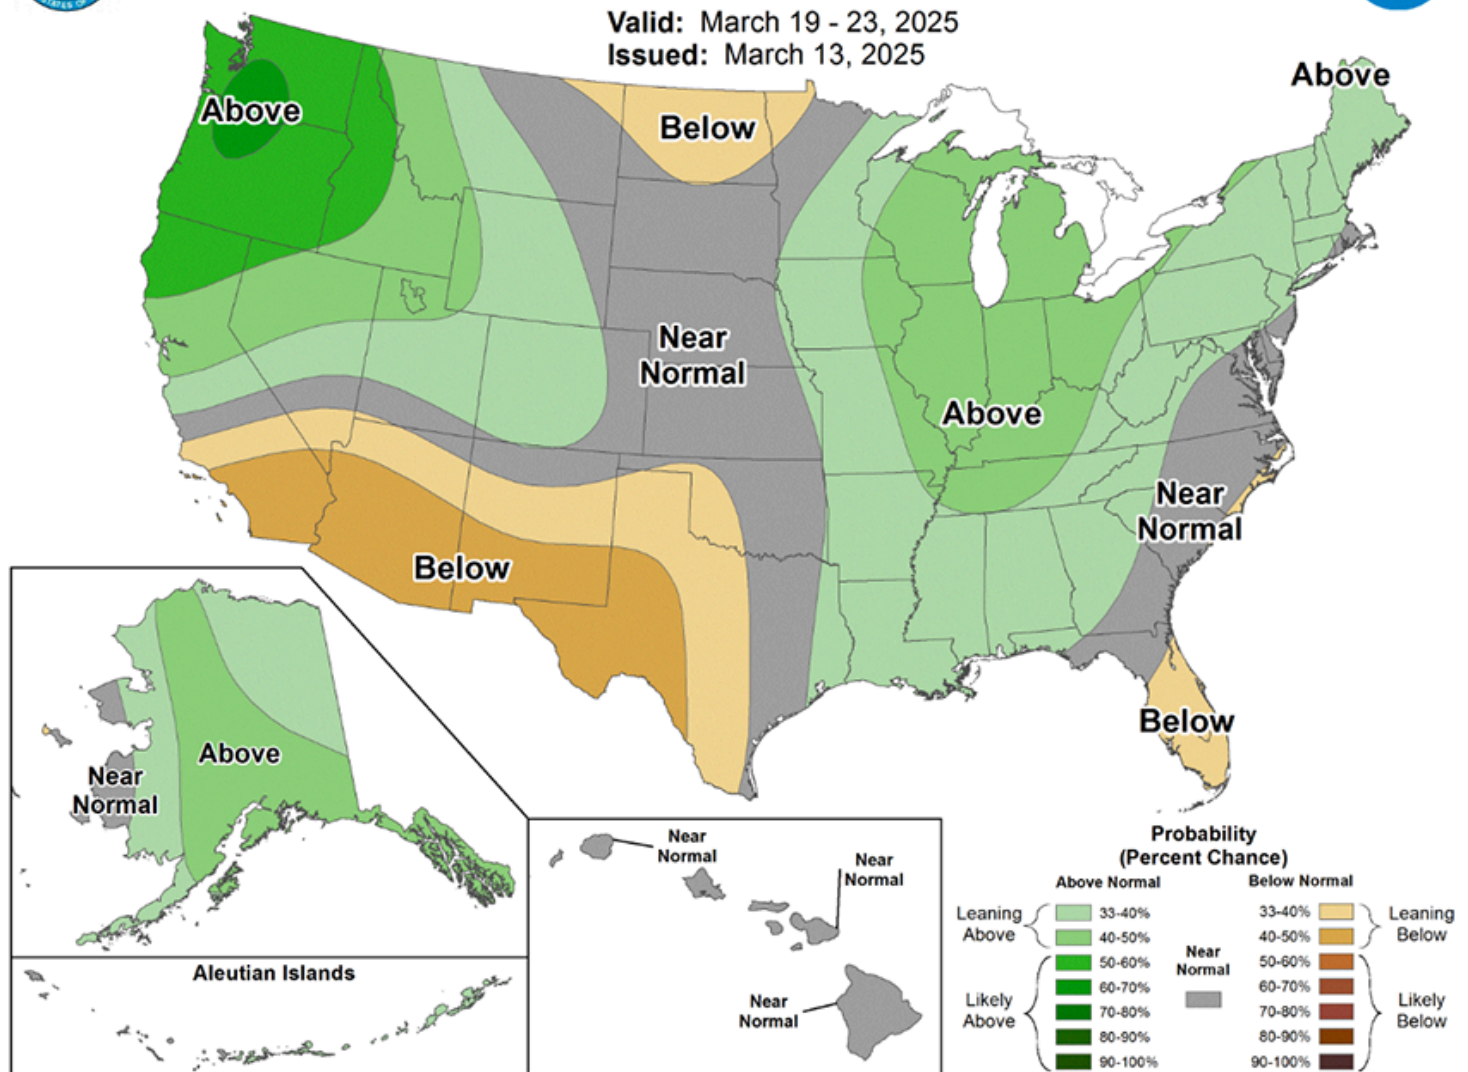 STATES OF
Valid: March 19 - 23, 2025
Issued: March 13, 2025
Above
Above
Below
Near
Normal
Above
Near
Normal
Below
Below
Above
Near
Normal
Aleutian Islands
Near
Normal
Near
Normal
Near
Normal
Probability
(Percent Chance)
Above Normal
Below Normal
Leaning
Above
33-40%
40-50%
Likely
Above
50-60%
60-70%
70-80%
80-90%
90-100%
Near
Normal
33-40%
40-50%
Leaning
Below
50-60%
60-70%
70-80%
80-90%
90-100%
Likely
Below